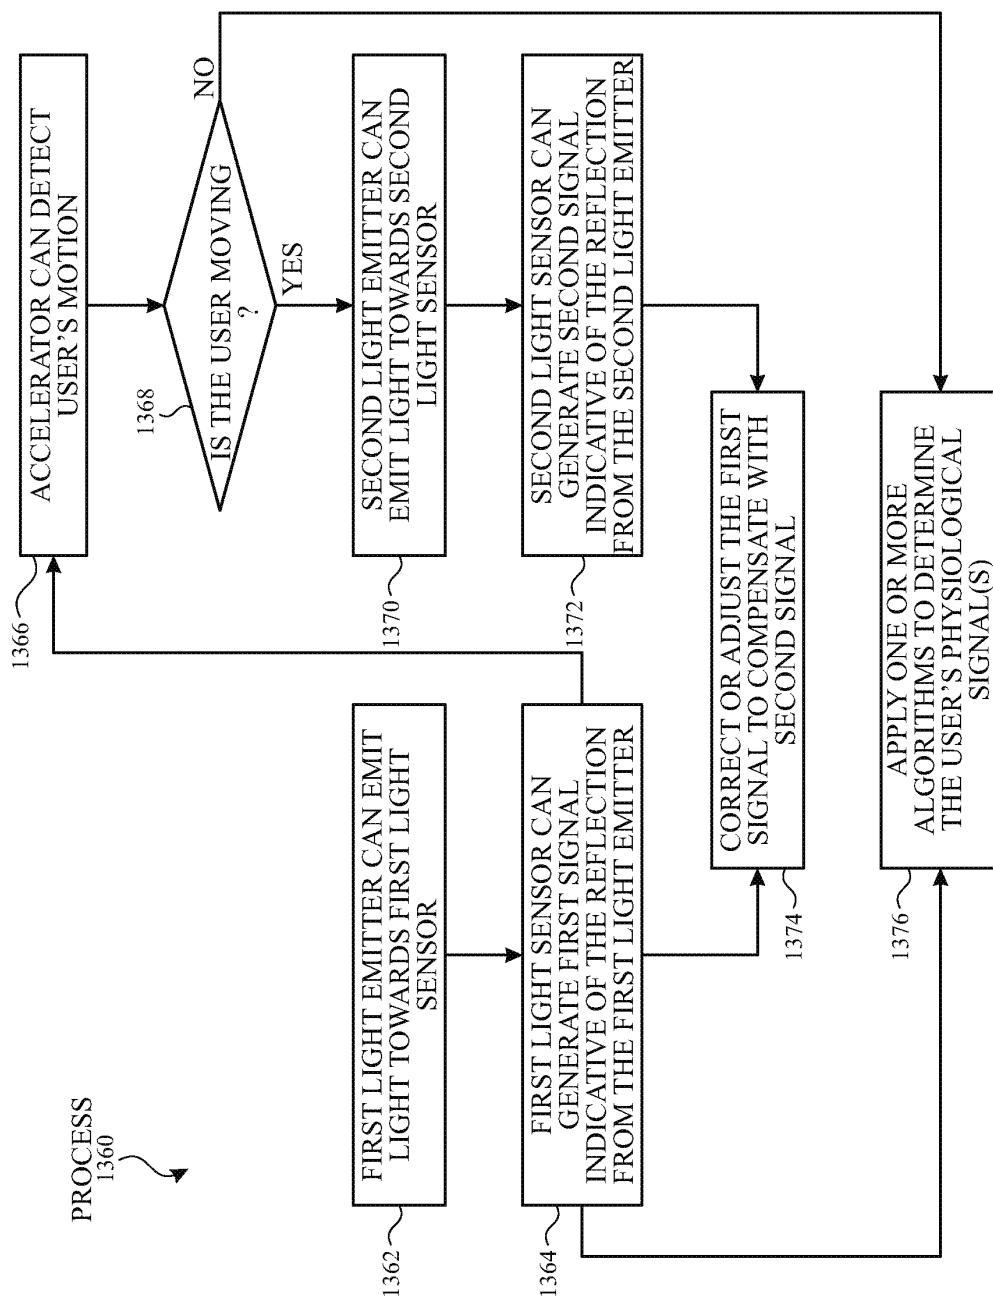 PROCESS
1360
1362
FIRST LIGHT EMITTER CAN EMIT
LIGHT TOWARDS FIRST LIGHT
SENSOR
1364
FIRST LIGHT SENSOR CAN
GENERATE FIRST SIGNAL
INDICATIVE OF THE REFLECTION
FROM THE FIRST LIGHT EMITTER
1366
ACCELERATOR CAN DETECT
USER'S MOTION
1368
IS THE USER MOVING
?
NO
YES
1370
SECOND LIGHT EMITTER CAN
EMIT LIGHT TOWARDS SECOND
LIGHT SENSOR
1372
SECOND LIGHT SENSOR CAN
GENERATE SECOND SIGNAL
INDICATIVE OF THE REFLECTION
FROM THE SECOND LIGHT EMITTER
1374
CORRECT OR ADJUST THE FIRST
SIGNAL TO COMPENSATE WITH
SECOND SIGNAL
1376
APPLY ONE OR MORE
ALGORITHMS TO DETERMINE
THE USER'S PHYSIOLOGICAL
SIGNAL(S)